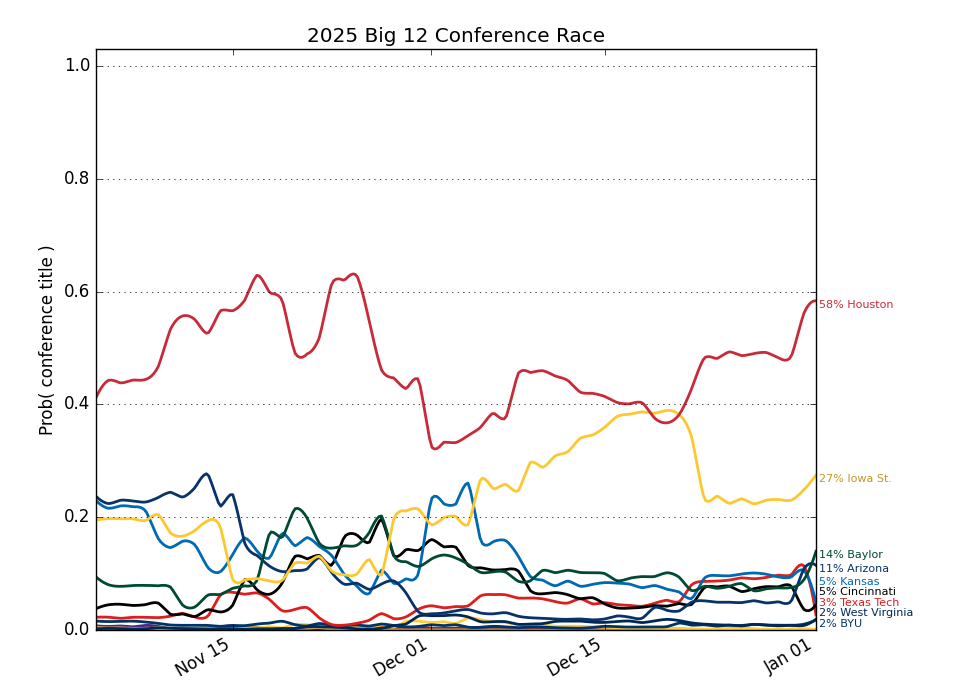 2025 Big 12 Conference Race
Prob( conference title )
1.0
0.8
0.6
0.4
0.2
0.0
Nov 15
Dec 01
Dec 15
Jan 01
58% Houston
27% Iowa St.
14% Baylor
11% Arizona
5% Kansas
5% Cincinnati
3% Texas Tech
2% West Virginia
2% BYU